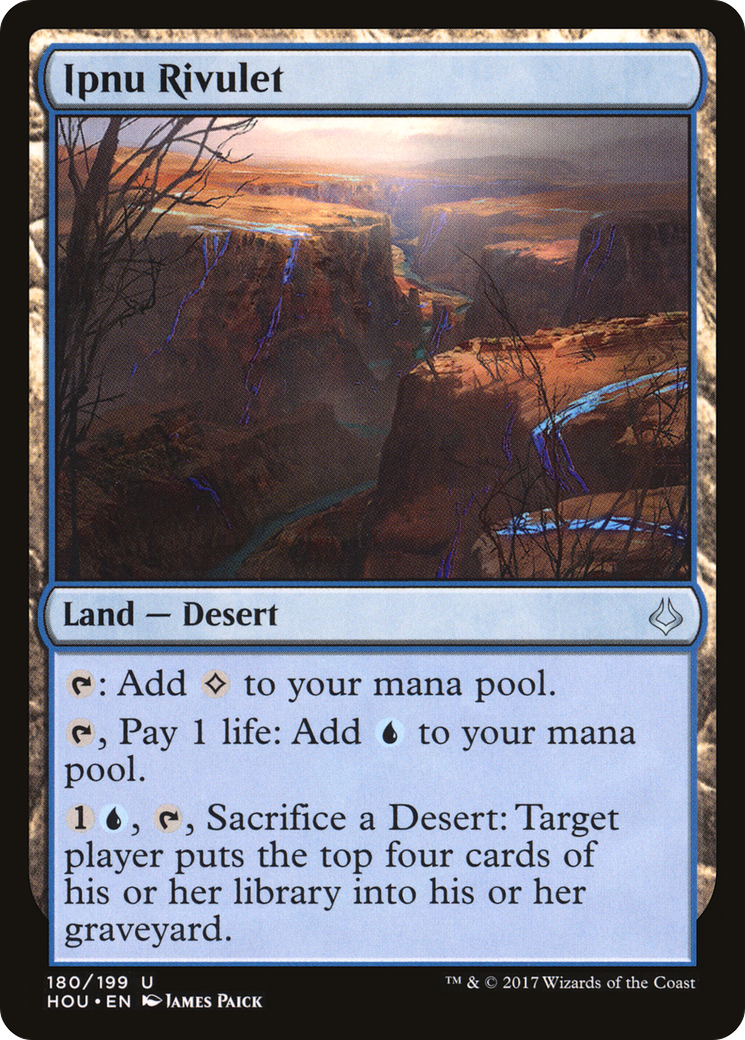 Ipnu Rivulet
Land — Desert
: Add to your mana pool.
, Pay 1 life: Add to your mana
pool.
1 , , Sacrifice a Desert: Target
player puts the top four cards of
his or her library into his or her
graveyard.
180/199 U
HOU • EN JAMES PAICK
™ & © 2017 Wizards of the Coast